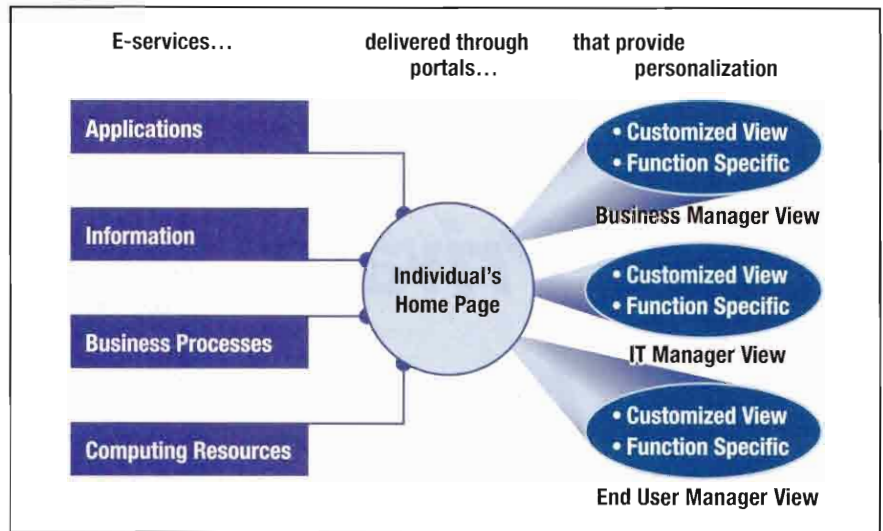 E-services…
delivered through
portals…
that provide
personalization
Applications
Information
Business Processes
Computing Resources
Individual's
Home Page
• Customized View
• Function Specific
Business Manager View
• Customized View
• Function Specific
IT Manager View
• Customized View
• Function Specific
End User Manager View